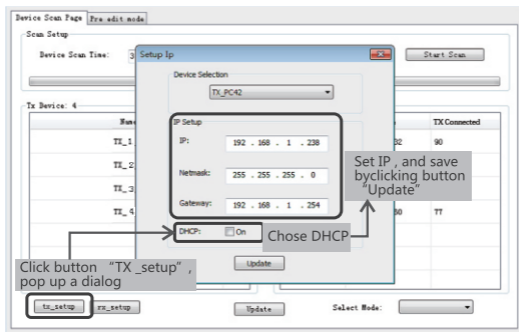 Device Scan Page Pre edit mode
Scan Setup
Device Scan Time: 3
Start Scan
Setup Ip
Device Selection
TX_PC42
Tx Device: 4
TX Connected
TX_1
90
TX_2
TX_3
TX_4
77
IP Setup
IP: 192 . 168 . 1 . 238
Netmask: 255 . 255 . 255 . 0
Gateway: 192 . 168 . 1 . 254
DHCP: On
Update
Set IP , and save
byclicking button
“Update”
Chose DHCP
Click button “TX _setup” ,
pop up a dialog
tx_setup rx_setup Update Select Mode: